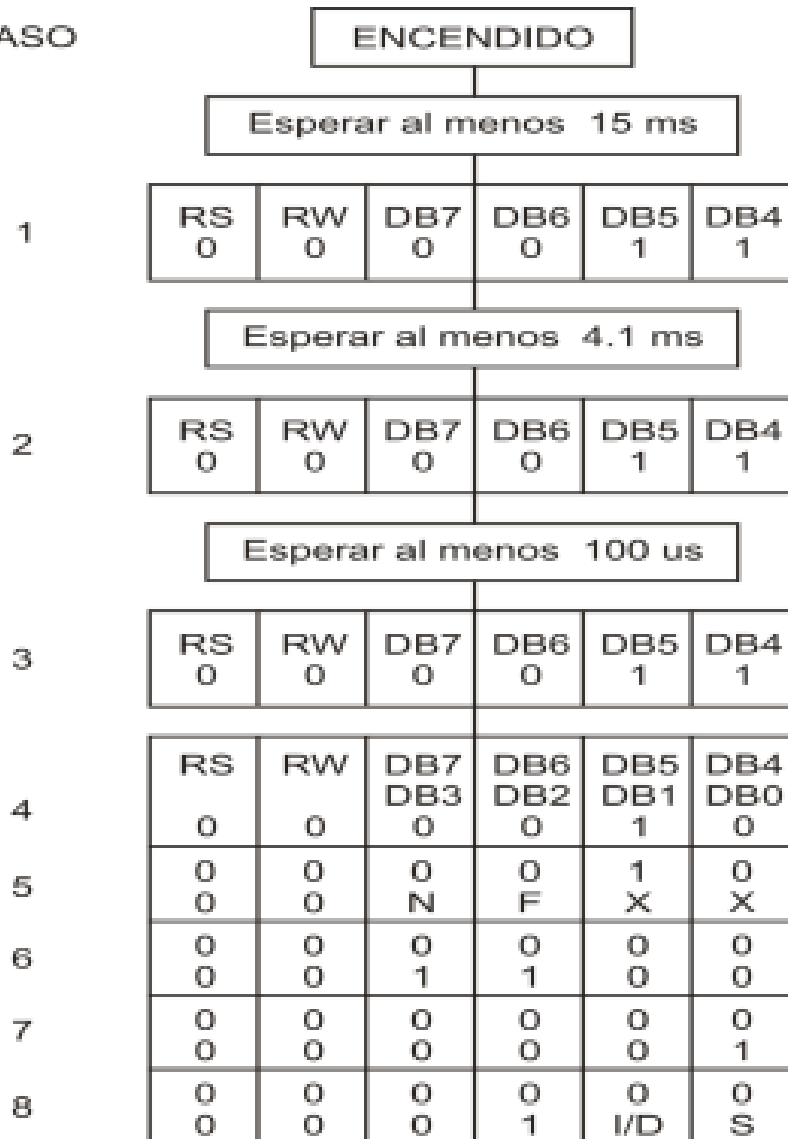 ASO ENCENDIDO
Esperar al menos 15 ms
1 RS RW DB7 DB6 DB5 DB4
0 0 0 0 1 1
Esperar al menos 4.1 ms
2 RS RW DB7 DB6 DB5 DB4
0 0 0 0 1 1
Esperar al menos 100 us
3 RS RW DB7 DB6 DB5 DB4
0 0 0 0 1 1
4 RS RW DB7 DB6 DB5 DB4
DB3 DB2 DB1 DB0
0 0 0 0 1 0
5 0 0 0 0 1 0
0 0 N F X X
6 0 0 0 0 0 0
0 0 1 1 0 0
7 0 0 0 0 0 0
0 0 0 0 0 1
8 0 0 0 0 0 0
0 0 0 1 I/D S